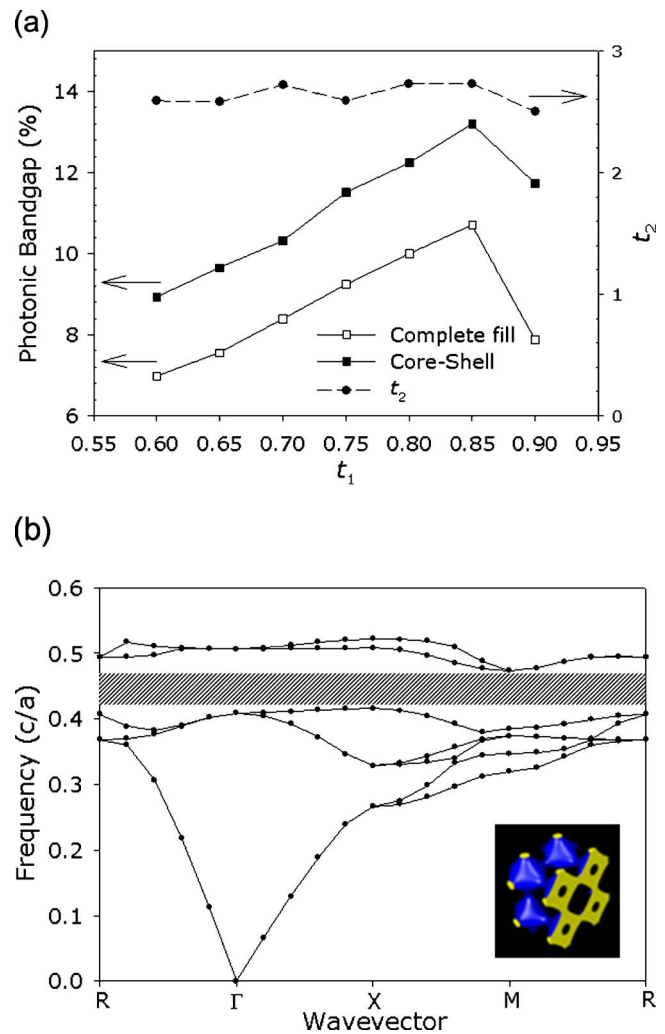 (a)
Photonic Bandgap (%)
14
12
10
8
6
3
2
1
0
t2
Complete fill
Core-Shell
t2
0.55 0.60 0.65 0.70 0.75 0.80 0.85 0.90 0.95
t1
(b)
Frequency (c/a)
0.6
0.5
0.4
0.3
0.2
0.1
0.0
R Γ X M R
Wavevector